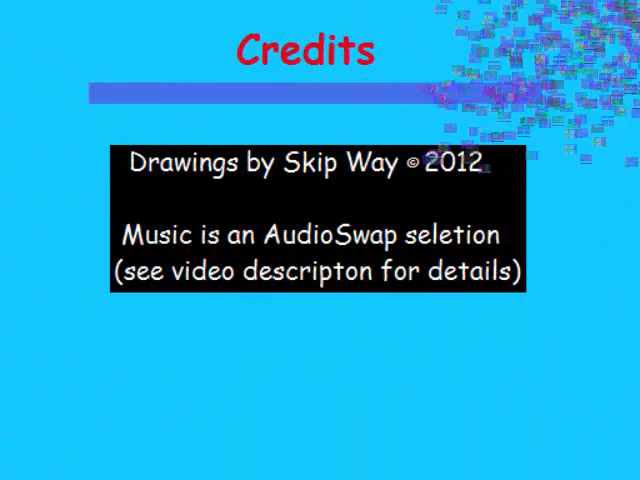 Credits
Drawings by Skip Way © 2012
Music is an AudioSwap seletion
(see video descripton for details)